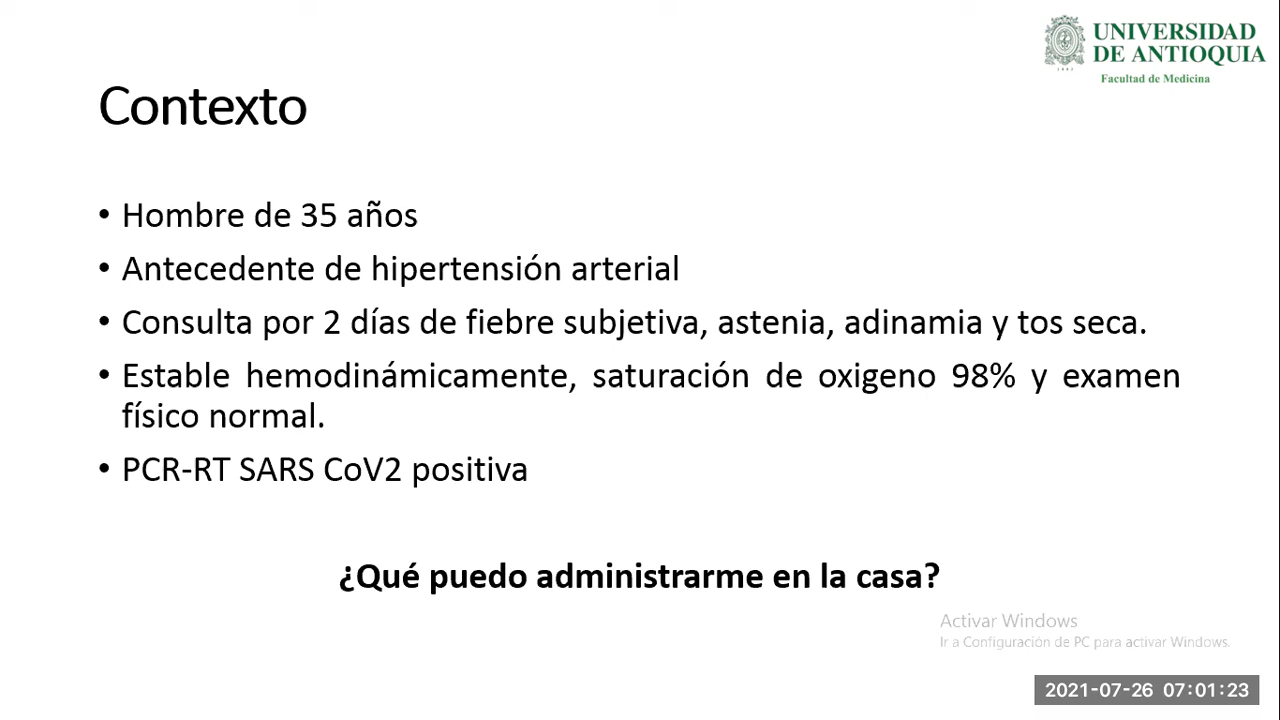 UNIVERSIDAD
DE ANTIOQUIA
Facultad de Medicina
Contexto
• Hombre de 35 años
• Antecedente de hipertensión arterial
• Consulta por 2 días de fiebre subjetiva, astenia, adinamia y tos seca.
• Estable hemodinámicamente, saturación de oxigeno 98% y examen
físico normal.
• PCR-RT SARS CoV2 positiva
¿Qué puedo administrarme en la casa?
Activar Windows
Ir a Configuración de PC para activar Windows.
2021-07-26 07:01:23